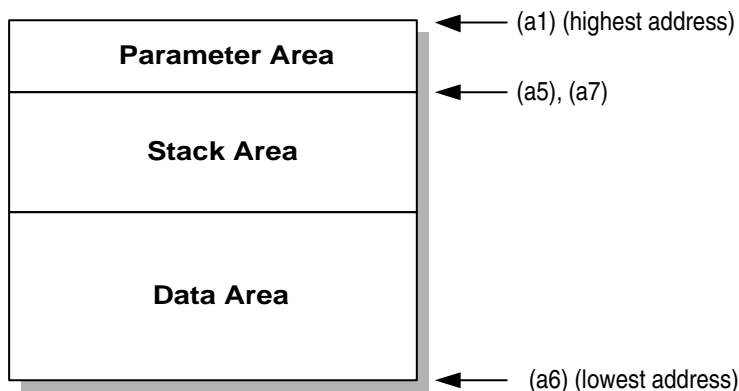 (a1) (highest address)
Parameter Area
(a5), (a7)
Stack Area
Data Area
(a6) (lowest address)